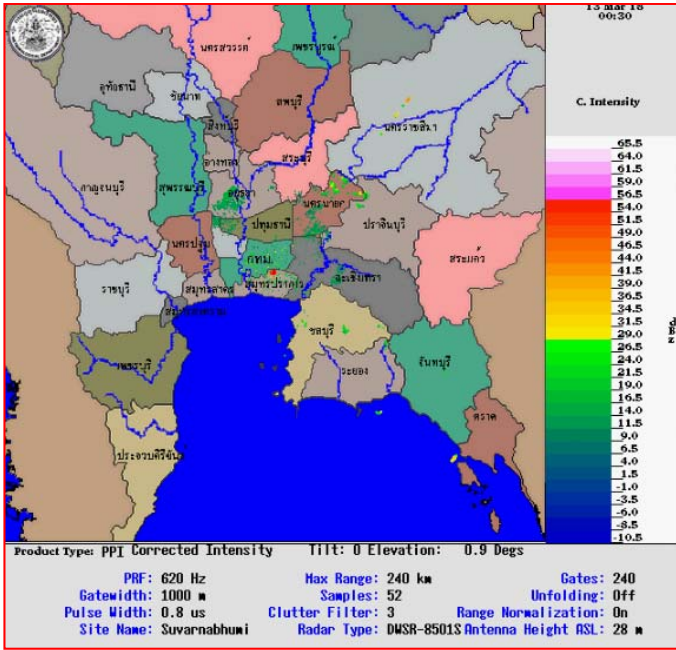 13 Mar 18
00:30
C. Intensity
65.5
64.0
61.5
59.0
56.5
54.0
51.5
49.0
46.5
44.0
41.5
39.0
36.5
34.0
31.5
29.0
26.5
24.0
21.5
19.0
16.5
14.0
11.5
9.0
6.5
4.0
1.5
-1.0
-3.5
-6.0
-8.5
-10.5
นครสวรรค์
เพชรบูรณ์
อุทัยธานี
ชัยนาท
ลพบุรี
สิงห์บุรี
นครราชสีมา
อ่างทอง
สระบุรี
กาญจนบุรี
สุพรรณบุรี
อยุธยา
นครนายก
ปราจีนบุรี
ปทุมธานี
นครปฐม
กทม.
สระแก้ว
ฉะเชิงเทรา
ราชบุรี
สมุทรสาคร
สมุทรปราการ
สมุทรสงคราม
ชลบุรี
เพชรบุรี
ระยอง
จันทบุรี
ตราด
ประจวบคีรีขันธ์
Product Type: PPI Corrected Intensity Tilt: 0 Elevation: 0.9 Degs
PRF: 620 Hz Max Range: 240 km Gates: 240
Gatewidth: 1000 m Samples: 52 Unfolding: Off
Pulse Width: 0.8 us Clutter Filter: 3 Range Normalization: On
Site Name: Suvarnabhumi Radar Type: DWSR-8501S Antenna Height ASL: 28 m